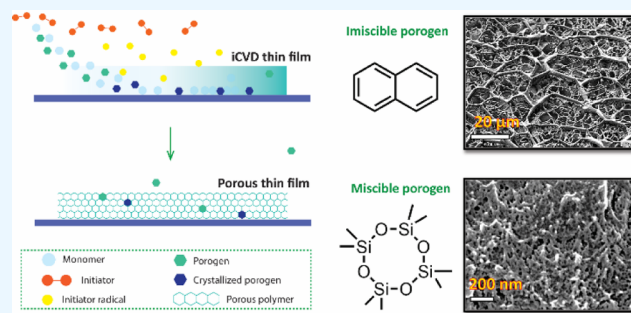 iCVD thin film
Porous thin film
Monomer
Initiator
Initiator radical
Porogen
Crystallized porogen
Porous polymer
Imiscible porogen
20 μm
Miscible porogen
O
Si
Si
O
O
Si
Si
O
200 nm